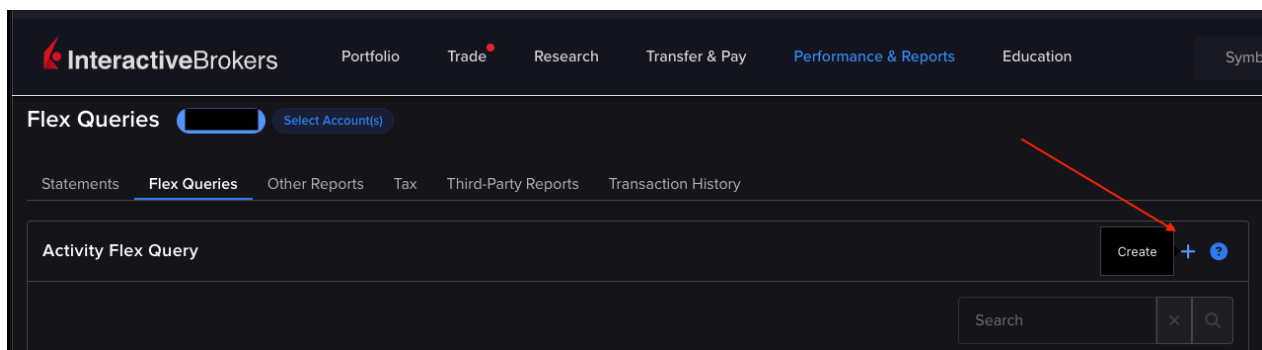 InteractiveBrokers Portfolio Trade Research Transfer & Pay Performance & Reports Education Symb
Flex Queries Select Account(s)
Statements Flex Queries Other Reports Tax Third-Party Reports Transaction History
Activity Flex Query Create + ?
Search ×